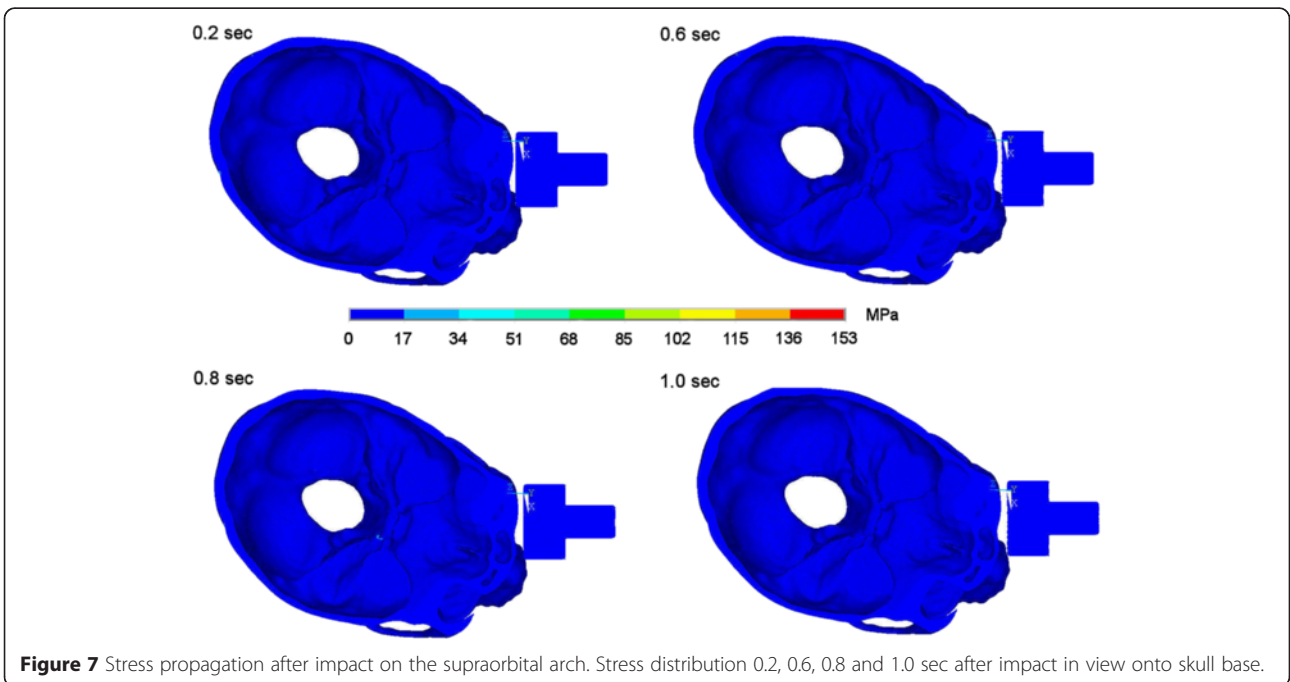 0.2 sec
0.6 sec
MPa
0 17 34 51 68 85 102 115 136 153
0.8 sec
1.0 sec
Figure 7 Stress propagation after impact on the supraorbital arch. Stress distribution 0.2, 0.6, 0.8 and 1.0 sec after impact in view onto skull base.